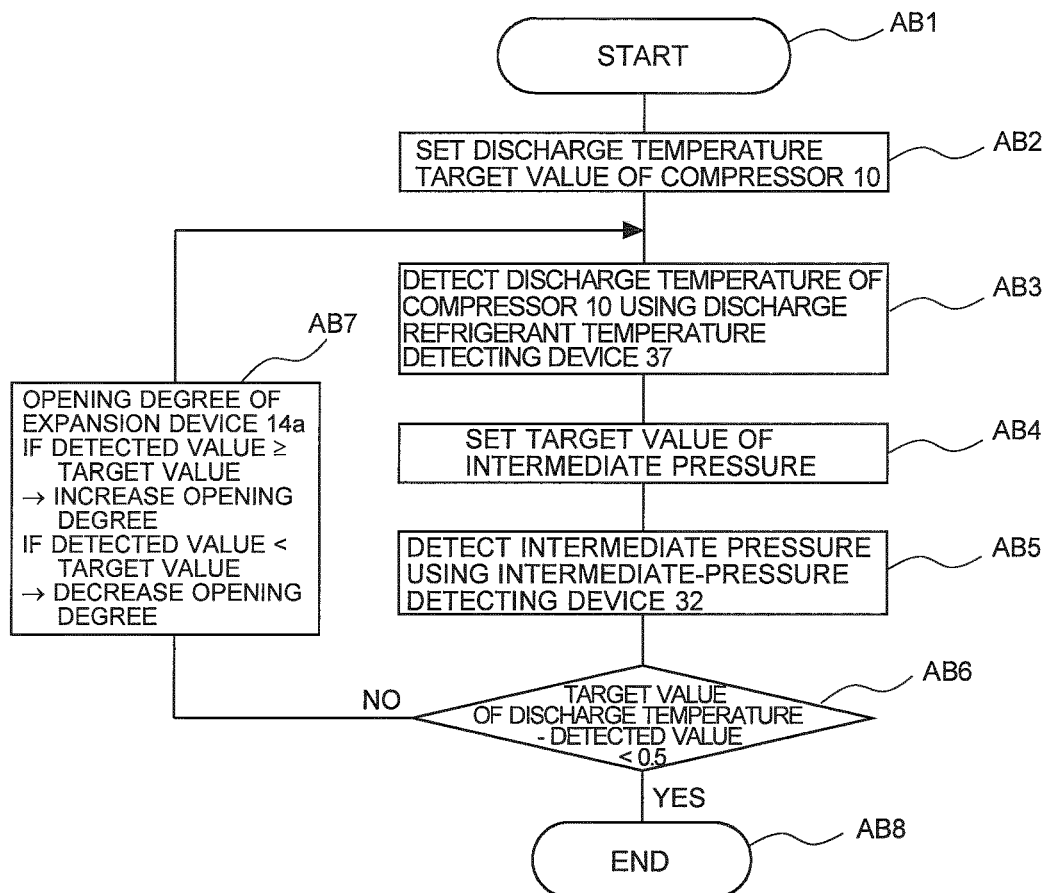 AB1
START
AB2
SET DISCHARGE TEMPERATURE
TARGET VALUE OF COMPRESSOR 10
AB3
DETECT DISCHARGE TEMPERATURE OF
COMPRESSOR 10 USING DISCHARGE
REFRIGERANT TEMPERATURE
DETECTING DEVICE 37
AB4
SET TARGET VALUE OF
INTERMEDIATE PRESSURE
AB5
DETECT INTERMEDIATE PRESSURE
USING INTERMEDIATE-PRESSURE
DETECTING DEVICE 32
AB6
TARGET VALUE
OF DISCHARGE TEMPERATURE
- DETECTED VALUE
< 0.5
NO
AB7
OPENING DEGREE OF
EXPANSION DEVICE 14a
IF DETECTED VALUE ≥
TARGET VALUE
→ INCREASE OPENING
DEGREE
IF DETECTED VALUE <
TARGET VALUE
→ DECREASE OPENING
DEGREE
YES
AB8
END